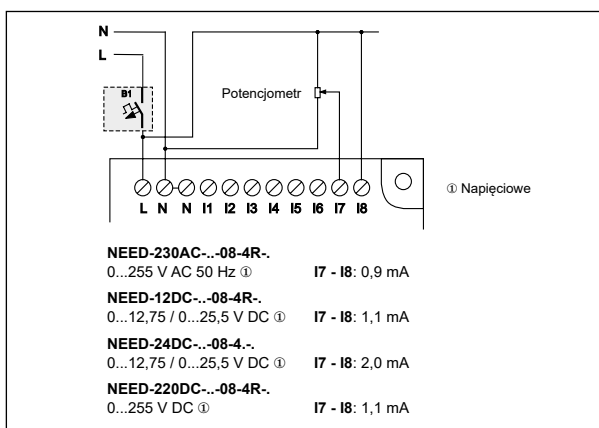 N
L
B1
Potencjometr
L N N I1 I2 I3 I4 I5 I6 I7 I8
① Napięciowe
NEED-230AC-..-08-4R-.
0...255 V AC 50 Hz ① I7 - I8: 0,9 mA
NEED-12DC-..-08-4R-.
0...12,75 / 0...25,5 V DC ① I7 - I8: 1,1 mA
NEED-24DC-..-08-4.-.
0...12,75 / 0...25,5 V DC ① I7 - I8: 2,0 mA
NEED-220DC-..-08-4R-.
0...255 V DC ① I7 - I8: 1,1 mA